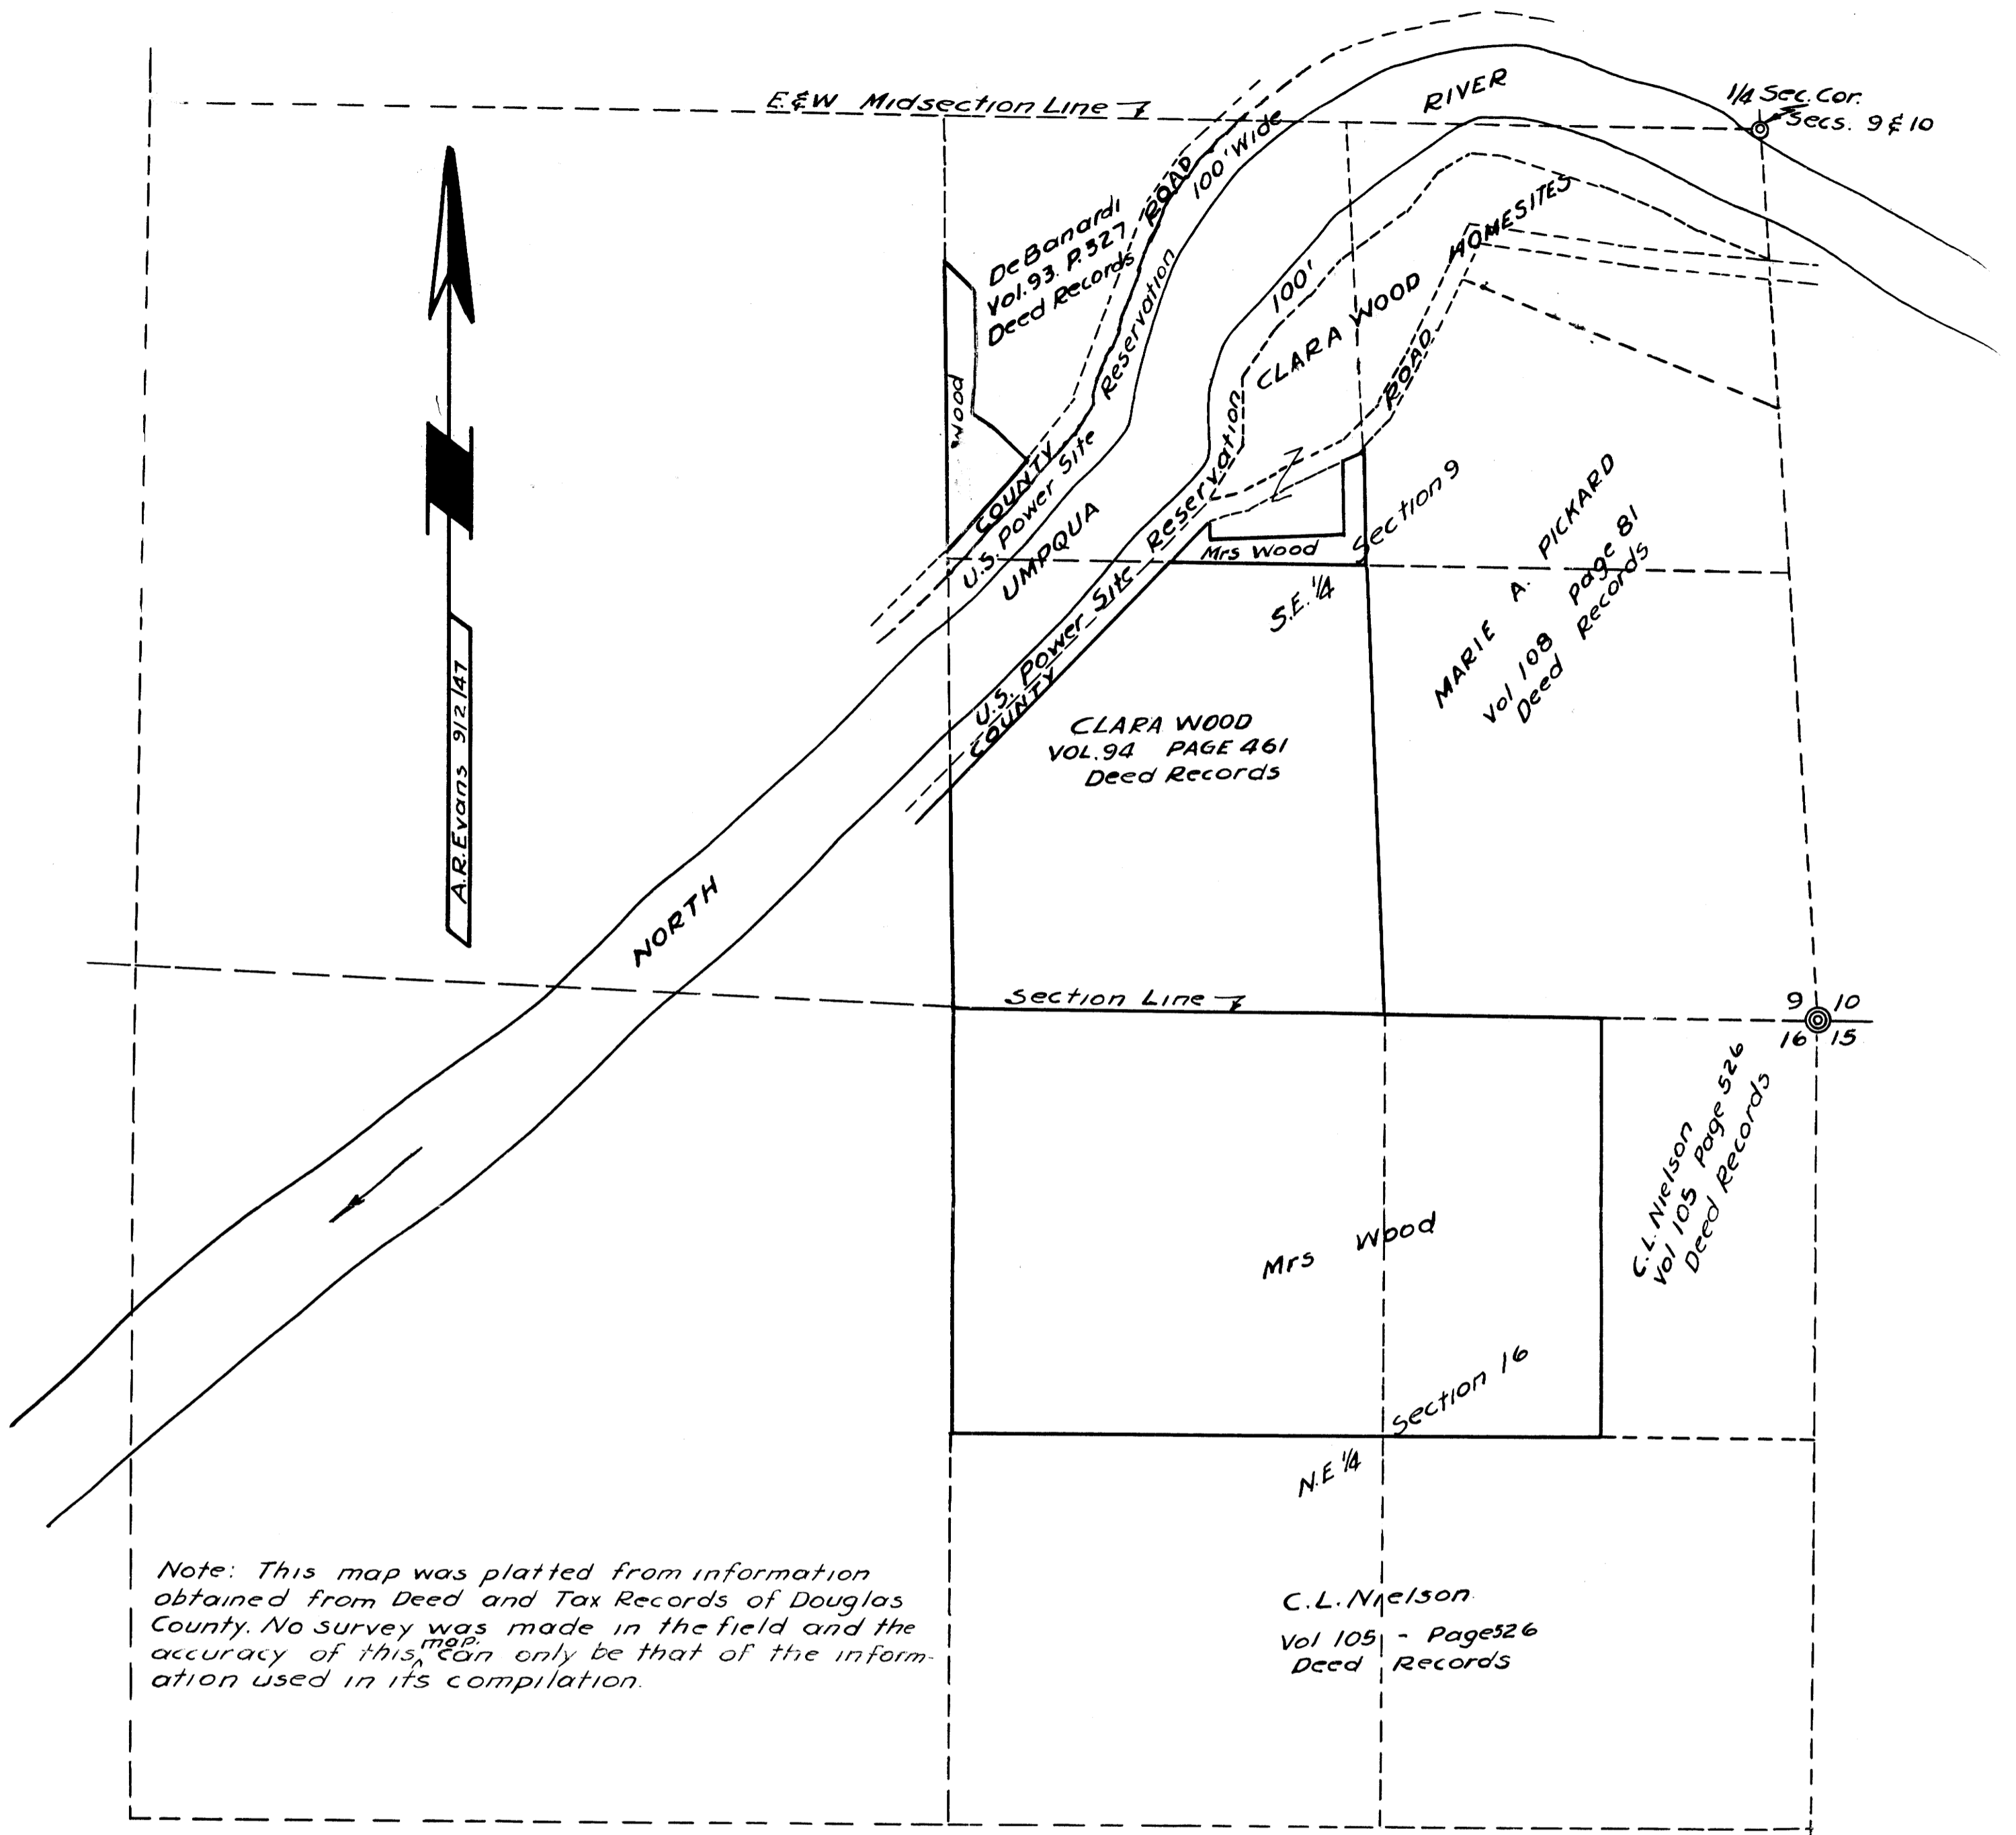 E.&W Midsection Line
RIVER
1/4 Sec. Cor.
Secs. 9 & 10
DeBanardi
Vol. 93. P. 327
Deed Records
ROAD
100' Wide
Reservation
U.S. Power Site
COUNTY
Wood
UMPQUA
NORTH
100'
CLARA WOOD HOMESITES
ROAD
Reservation
U.S. Power Site
COUNTY
Mrs Wood
Section 9
S.E. 1/4
MARIE A. PICKARD
Vol 108 Page 81
Deed Records
CLARA WOOD
VOL. 94 PAGE 461
Deed Records
A.R. Evans 9/2/47
Section Line
9 10
16 15
C.L. Nielson
Vol 105 Page 526
Deed Records
Mrs Wood
Section 16
N.E 1/4
C.L. Nielson
Vol 105 - Page 526
Deed Records
Note: This map was platted from information
obtained from Deed and Tax Records of Douglas
County. No survey was made in the field and the
accuracy of this map can only be that of the inform-
ation used in its compilation.